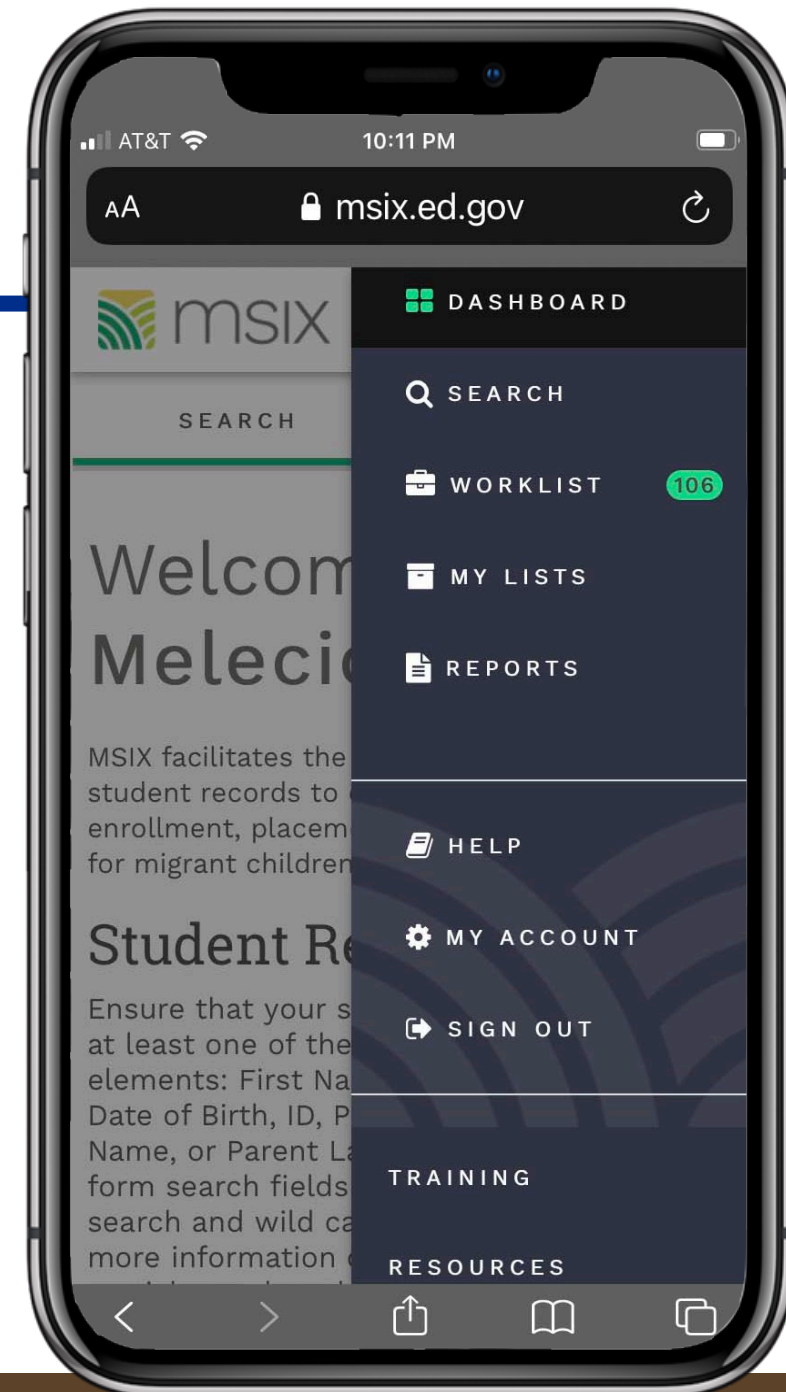 AT&T 10:11 PM
AA msix.ed.gov
msix
SEARCH
Welcom
Meleci
MSIX facilitates the
student records to
enrollment, placem
for migrant children
Student Re
Ensure that your s
at least one of the
elements: First Na
Date of Birth, ID, P
Name, or Parent La
form search fields
search and wild ca
more information
DASHBOARD
SEARCH
WORKLIST 106
MY LISTS
REPORTS
HELP
MY ACCOUNT
SIGN OUT
TRAINING
RESOURCES